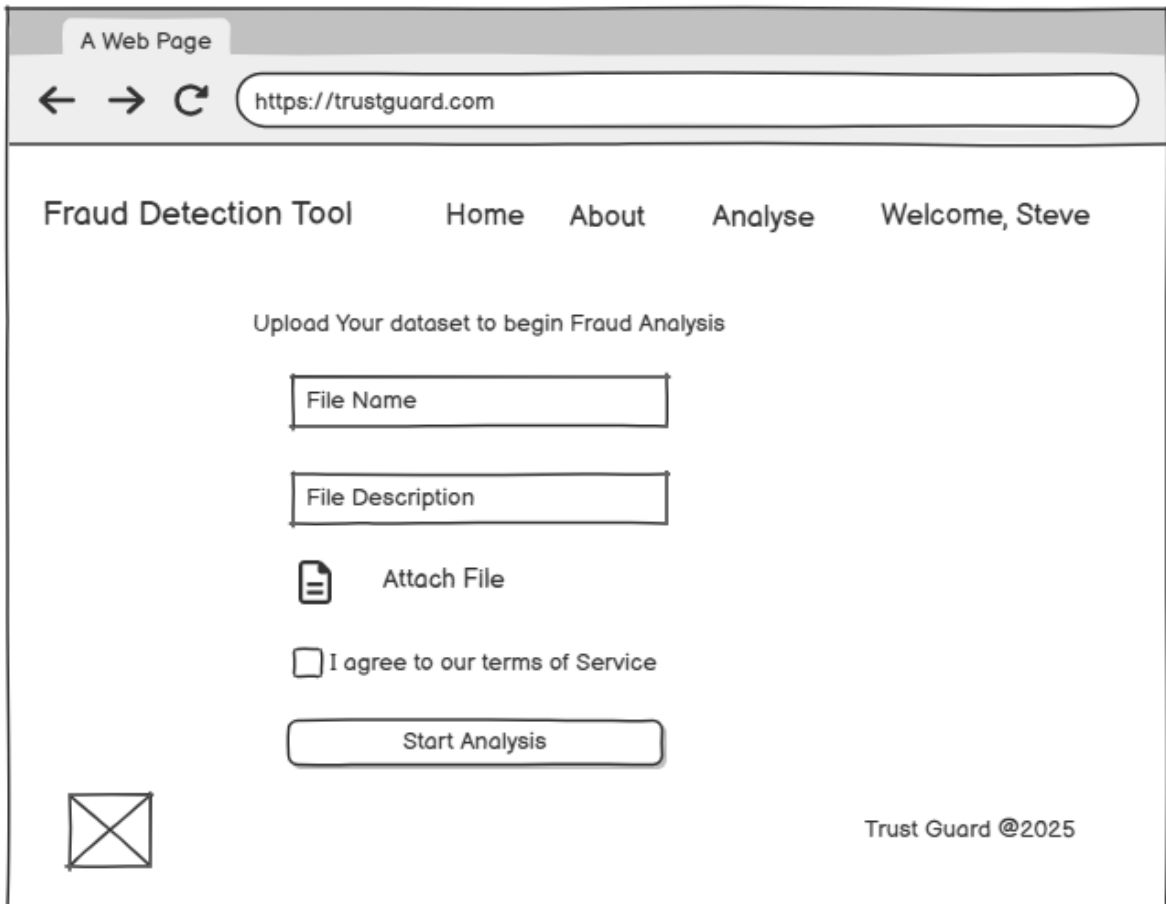 A Web Page
https://trustguard.com
Fraud Detection Tool Home About Analyse Welcome, Steve
Upload Your dataset to begin Fraud Analysis
File Name
File Description
Attach File
I agree to our terms of Service
Start Analysis
Trust Guard @2025